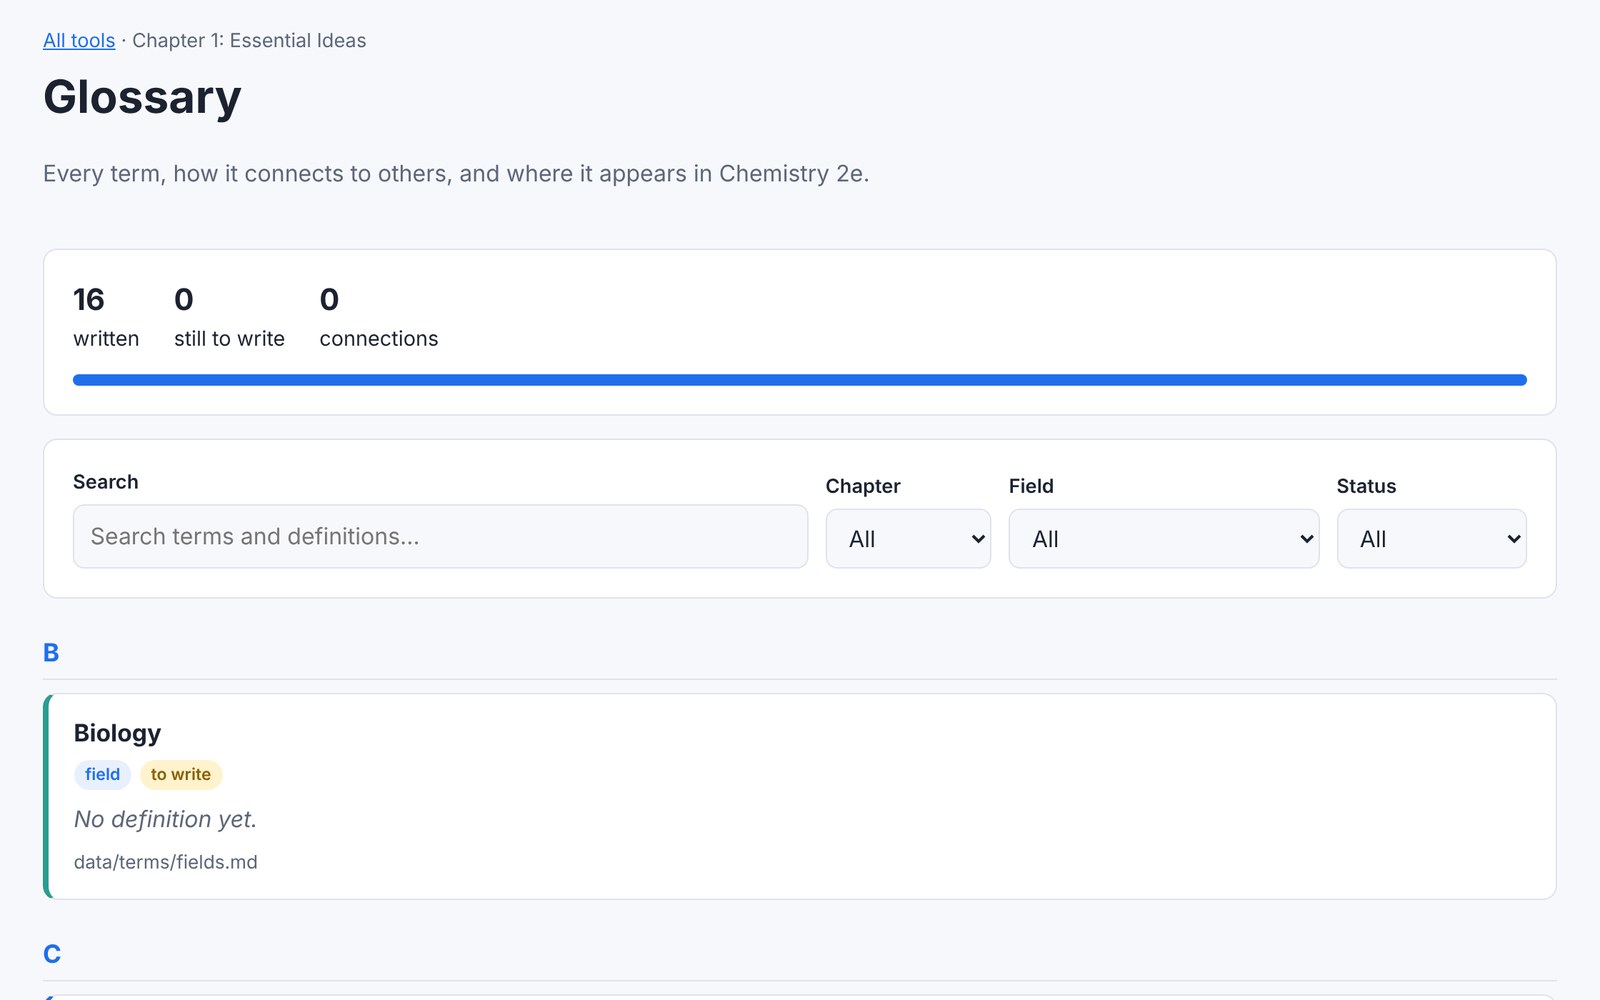 All tools · Chapter 1: Essential Ideas
Glossary
Every term, how it connects to others, and where it appears in Chemistry 2e.
16 0 0
written still to write connections
Search Chapter Field Status
Search terms and definitions... All All All
B
Biology
field to write
No definition yet.
data/terms/fields.md
C